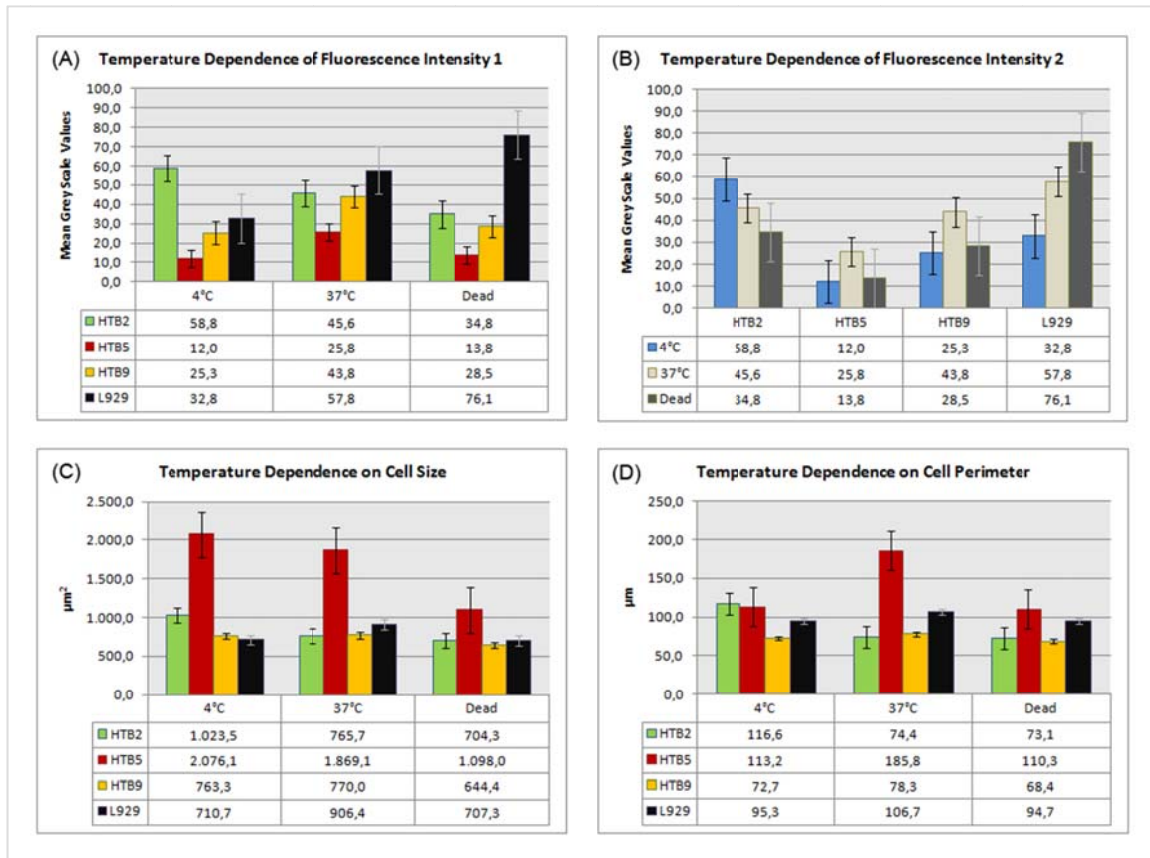 (A) Temperature Dependence of Fluorescence Intensity 1
Mean Grey Scale Values
100,0
90,0
80,0
70,0
60,0
50,0
40,0
30,0
20,0
10,0
0,0
4°C 37°C Dead
HTB2 58,8 45,6 34,8
HTB5 12,0 25,8 13,8
HTB9 25,3 43,8 28,5
L929 32,8 57,8 76,1
(B) Temperature Dependence of Fluorescence Intensity 2
Mean Grey Scale Values
100,0
90,0
80,0
70,0
60,0
50,0
40,0
30,0
20,0
10,0
0,0
HTB2 HTB5 HTB9 L929
4°C 58,8 12,0 25,3 32,8
37°C 45,6 25,8 43,8 57,8
Dead 34,8 13,8 28,5 76,1
(C) Temperature Dependence on Cell Size
µm²
2.500,0
2.000,0
1.500,0
1.000,0
500,0
0,0
4°C 37°C Dead
HTB2 1.023,5 765,7 704,3
HTB5 2.076,1 1.869,1 1.098,0
HTB9 763,3 770,0 644,4
L929 710,7 906,4 707,3
(D) Temperature Dependence on Cell Perimeter
µm
250,0
200,0
150,0
100,0
50,0
0,0
4°C 37°C Dead
HTB2 116,6 74,4 73,1
HTB5 113,2 185,8 110,3
HTB9 72,7 78,3 68,4
L929 95,3 106,7 94,7